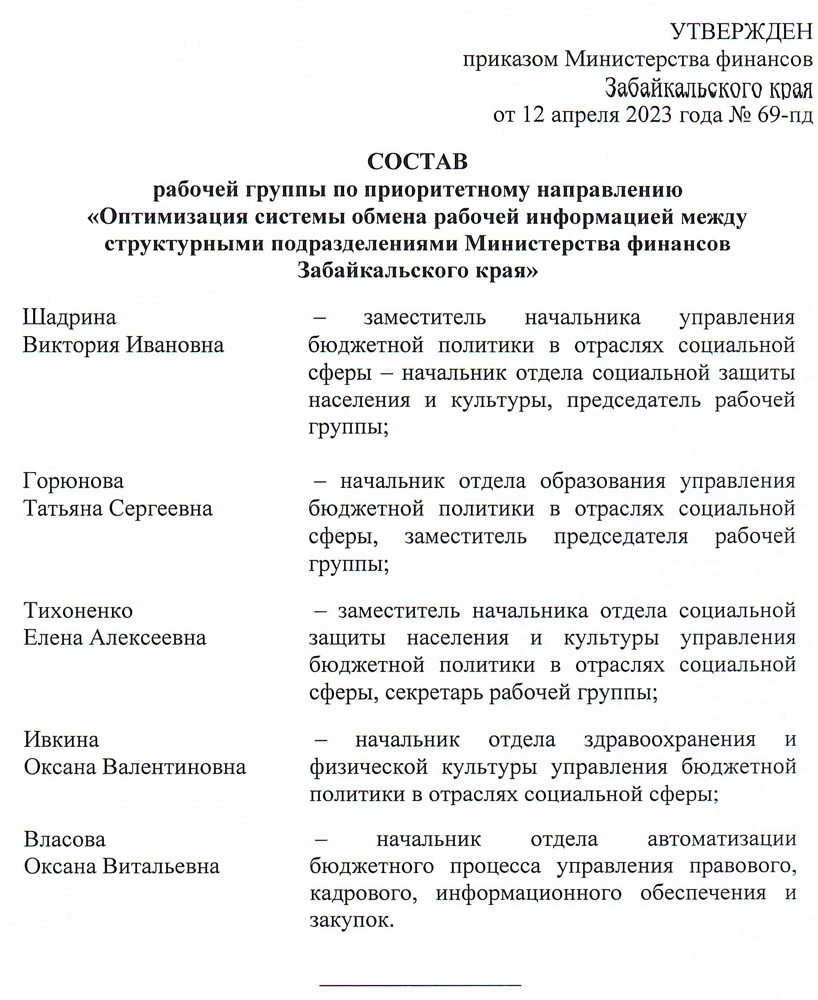 УТВЕРЖДЕН
приказом Министерства финансов
Забайкальского края
от 12 апреля 2023 года № 69-пд
СОСТАВ
рабочей группы по приоритетному направлению
«Оптимизация системы обмена рабочей информацией между
структурными подразделениями Министерства финансов
Забайкальского края»
Шадрина
Виктория Ивановна
– заместитель начальника управления
бюджетной политики в отраслях социальной
сферы – начальник отдела социальной защиты
населения и культуры, председатель рабочей
группы;
Горюнова
Татьяна Сергеевна
– начальник отдела образования управления
бюджетной политики в отраслях социальной
сферы, заместитель председателя рабочей
группы;
Тихоненко
Елена Алексеевна
– заместитель начальника отдела социальной
защиты населения и культуры управления
бюджетной политики в отраслях социальной
сферы, секретарь рабочей группы;
Ивкина
Оксана Валентиновна
– начальник отдела здравоохранения и
физической культуры управления бюджетной
политики в отраслях социальной сферы;
Власова
Оксана Витальевна
– начальник отдела автоматизации
бюджетного процесса управления правового,
кадрового, информационного обеспечения и
закупок.